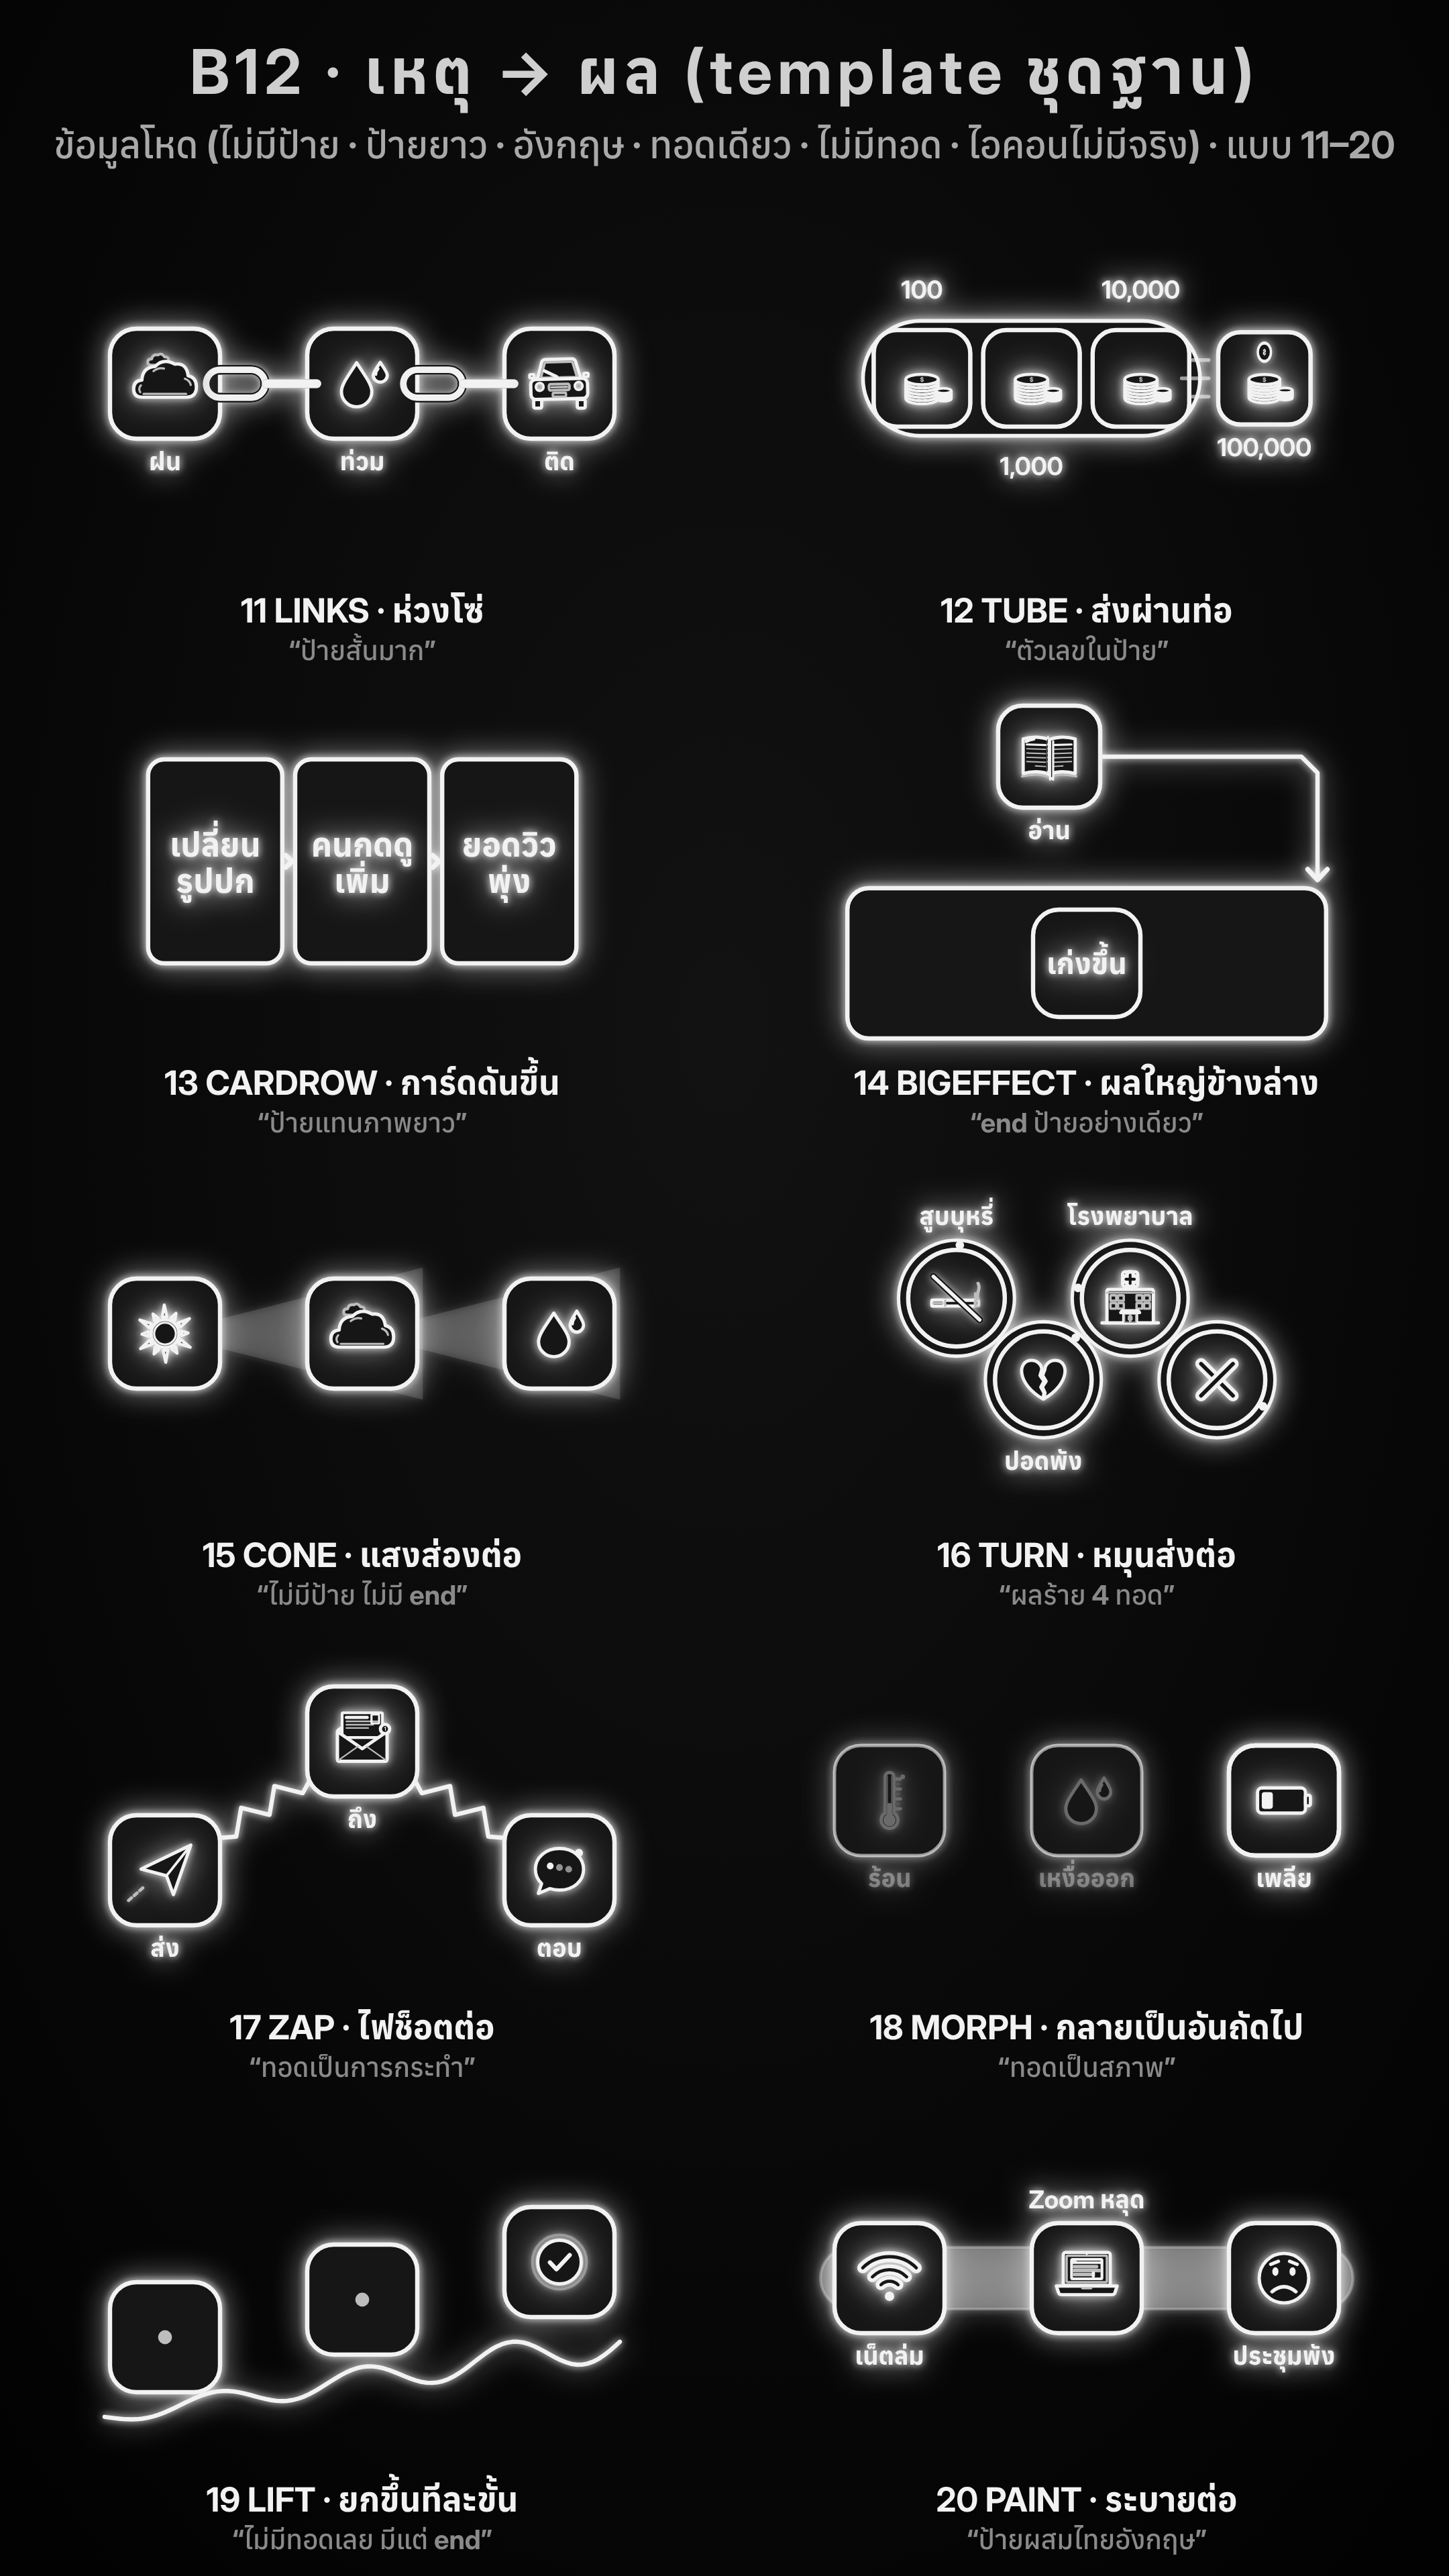 B12 · เหตุ → ผล (template ชุดฐาน)
ข้อมูลโหด (ไม่มีป้าย · ป้ายยาว · อังกฤษ · ทอดเดียว · ไม่มีทอด · ไอคอนไม่มีจริง) · แบบ 11–20
ฝน
ท่วม
ติด
11 LINKS · ห่วงโซ่
“ป้ายสั้นมาก”
100
10,000
1,000
100,000
12 TUBE · ส่งผ่านท่อ
“ตัวเลขในป้าย”
เปลี่ยน
รูปปก
คนกดดู
เพิ่ม
ยอดวิว
พุ่ง
13 CARDROW · การ์ดดันขึ้น
“ป้ายแทนภาพยาว”
อ่าน
เก่งขึ้น
14 BIGEFFECT · ผลใหญ่ข้างล่าง
“end ป้ายอย่างเดียว”
15 CONE · แสงส่องต่อ
“ไม่มีป้าย ไม่มี end”
สูบบุหรี่
โรงพยาบาล
ปอดพัง
16 TURN · หมุนส่งต่อ
“ผลร้าย 4 ทอด”
ถึง
ส่ง
ตอบ
17 ZAP · ไฟช็อตต่อ
“ทอดเป็นการกระทำ”
ร้อน
เหงื่อออก
เพลีย
18 MORPH · กลายเป็นอันถัดไป
“ทอดเป็นสภาพ”
19 LIFT · ยกขึ้นทีละขั้น
“ไม่มีทอดเลย มีแต่ end”
Zoom หลุด
เน็ตล่ม
ประชุมพัง
20 PAINT · ระบายต่อ
“ป้ายผสมไทยอังกฤษ”